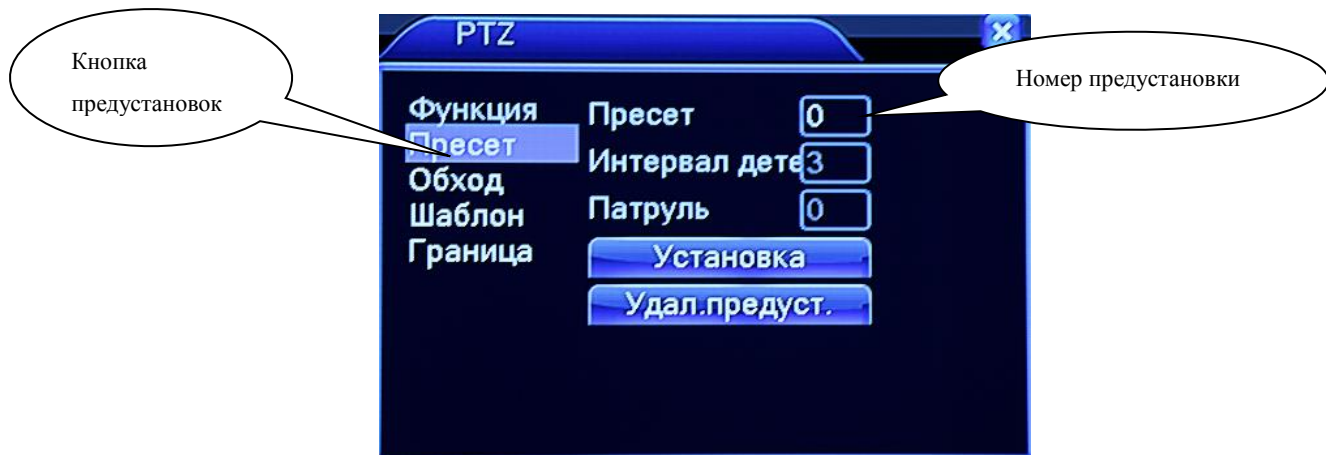 Кнопка
предустановок
PTZ
Номер предустановки
Функция
Пресет
Обход
Шаблон
Граница
Пресет 0
Интервал дете 3
Патруль 0
Установка
Удал.предуст.